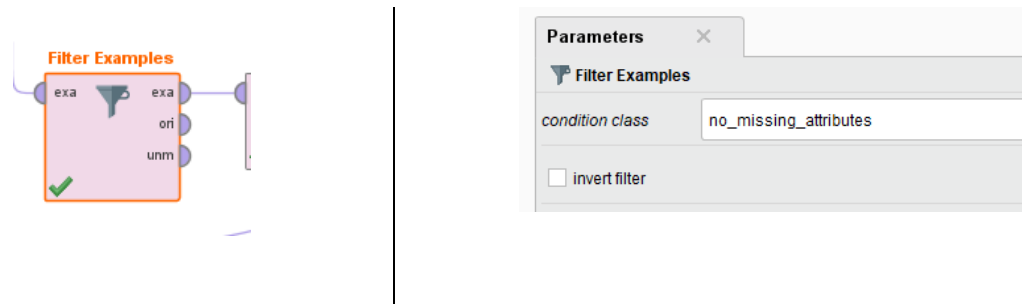 Filter Examples
exa exa
ori
unm
Parameters
Filter Examples
condition class no_missing_attributes
invert filter